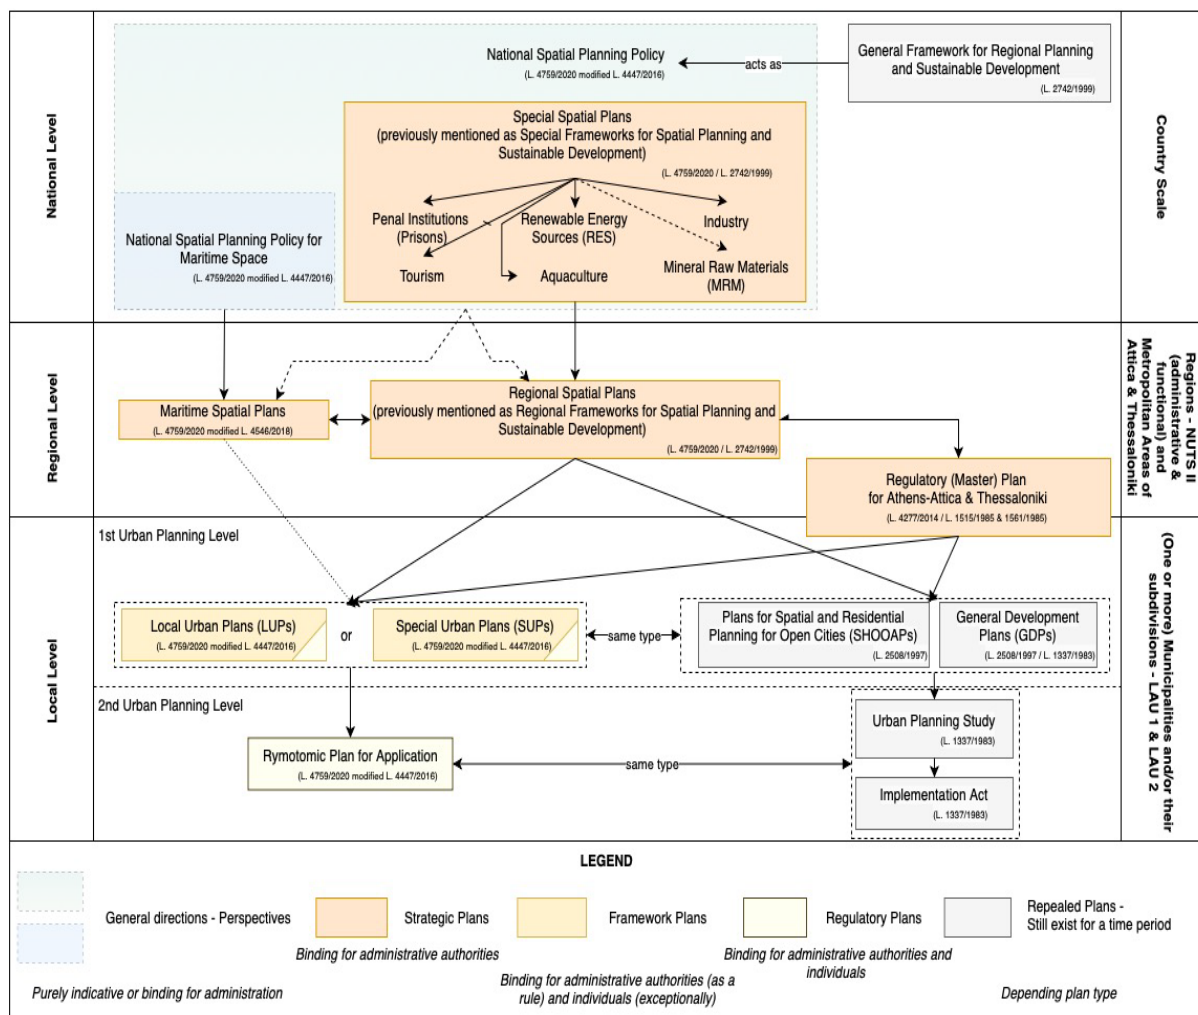 National Level
National Spatial Planning Policy
(L. 4759/2020 modified L. 4447/2016)
acts as
General Framework for Regional Planning
and Sustainable Development
(L. 2742/1999)
Country Scale
Special Spatial Plans
(previously mentioned as Special Frameworks for Spatial Planning and
Sustainable Development)
(L. 4759/2020 / L. 2742/1999)
Penal Institutions
(Prisons)
Renewable Energy
Sources (RES)
Industry
Tourism
Aquaculture
Mineral Raw Materials
(MRM)
National Spatial Planning Policy for
Maritime Space
(L. 4759/2020 modified L. 4447/2016)
Regional Level
Maritime Spatial Plans
(L. 4759/2020 modified L. 4546/2018)
Regional Spatial Plans
(previously mentioned as Regional Frameworks for Spatial Planning and
Sustainable Development)
(L. 4759/2020 / L. 2742/1999)
Regulatory (Master) Plan
for Athens-Attica & Thessaloniki
(L. 4277/2014 / L. 1515/1985 & 1561/1985)
Regions - NUTS II
(administrative &
functional) and
Metropolitan Areas of
Attica & Thessaloniki
Local Level
1st Urban Planning Level
Local Urban Plans (LUPs)
(L. 4759/2020 modified L. 4447/2016)
or
Special Urban Plans (SUPs)
(L. 4759/2020 modified L. 4447/2016)
same type
Plans for Spatial and Residential
Planning for Open Cities (SHOOAPs)
(L. 2508/1997)
General Development
Plans (GDPs)
(L. 2508/1997 / L. 1337/1983)
2nd Urban Planning Level
Rymotomic Plan for Application
(L. 4759/2020 modified L. 4447/2016)
same type
Urban Planning Study
(L. 1337/1983)
Implementation Act
(L. 1337/1983)
(One or more) Municipalities and/or their
subdivisions - LAU 1 & LAU 2
LEGEND
General directions - Perspectives
Strategic Plans
Framework Plans
Regulatory Plans
Repealed Plans -
Still exist for a time period
Purely indicative or binding for administration
Binding for administrative authorities
Binding for administrative authorities (as a
rule) and individuals (exceptionally)
Binding for administrative authorities and
individuals
Depending plan type